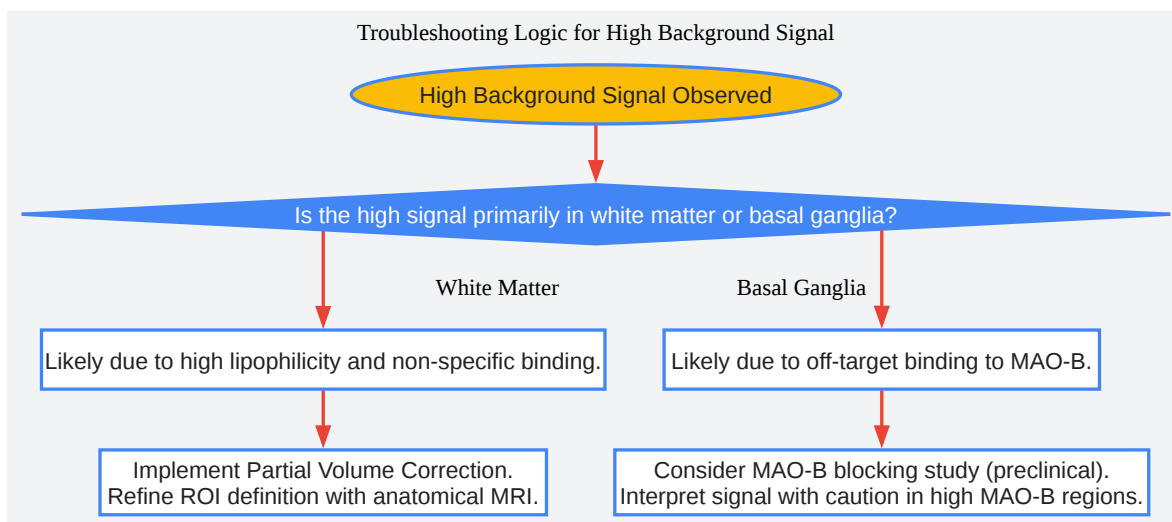 Troubleshooting Logic for High Background Signal
High Background Signal Observed
Is the high signal primarily in white matter or basal ganglia?
White Matter
Basal Ganglia
Likely due to high lipophilicity and non-specific binding.
Likely due to off-target binding to MAO-B.
Implement Partial Volume Correction.
Refine ROI definition with anatomical MRI.
Consider MAO-B blocking study (preclinical).
Interpret signal with caution in high MAO-B regions.